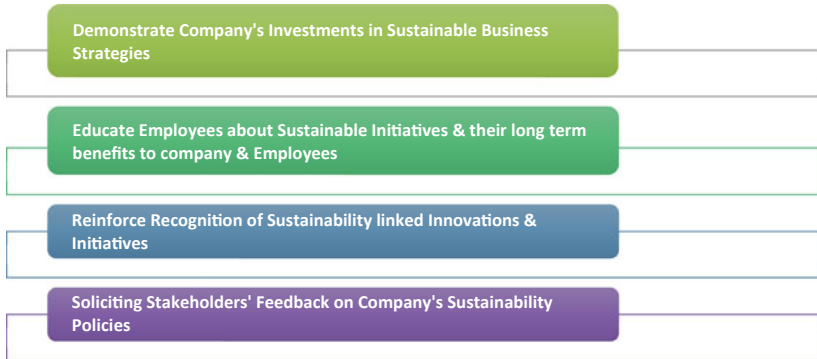 Demonstrate Company's Investments in Sustainable Business
Strategies
Educate Employees about Sustainable Initiatives & their long term
benefits to company & Employees
Reinforce Recognition of Sustainability linked Innovations &
Initiatives
Soliciting Stakeholders' Feedback on Company's Sustainability
Policies